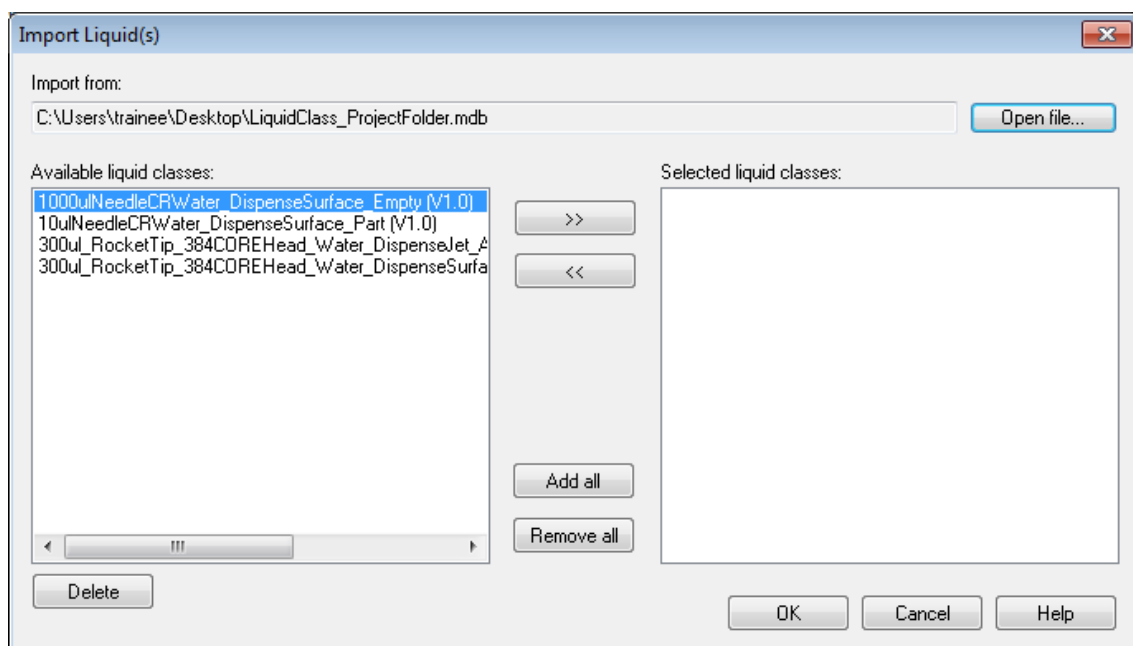 Import Liquid(s)
Import from:
C:\Users\trainee\Desktop\LiquidClass_ProjectFolder.mdb
Open file...
Available liquid classes:
1000ulNeedleCRWater_DispenseSurface_Empty (V1.0)
10ulNeedleCRWater_DispenseSurface_Part (V1.0)
300ul_RocketTip_384COREHead_Water_DispenseJet_A
300ul_RocketTip_384COREHead_Water_DispenseSurfa
>>
<<
Add all
Remove all
Selected liquid classes:
Delete
OK
Cancel
Help